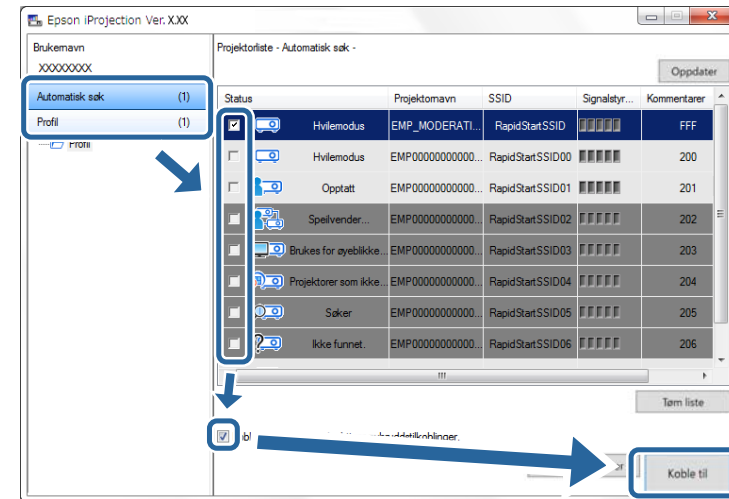 Epson iProjection Ver. X.XX
Brukernavn
XXXXXXXX
Automatisk søk (1)
Profil (1)
Profil
Projektorliste - Automatisk søk -
Oppdater
Status Projektornavn SSID Signalstyr... Kommentarer
Hvilemodus EMP_MODERATI... RapidStartSSID FFF
Hvilemodus EMP00000000000... RapidStartSSID00 200
Opptatt EMP00000000000... RapidStartSSID01 201
Speilvender... EMP00000000000... RapidStartSSID02 202
Brukes for øyeblikke... EMP00000000000... RapidStartSSID03 203
Projektorer som ikke... EMP00000000000... RapidStartSSID04 204
Søker EMP00000000000... RapidStartSSID05 205
Ikke funnet. EMP00000000000... RapidStartSSID06 206
Tøm liste
Koble til